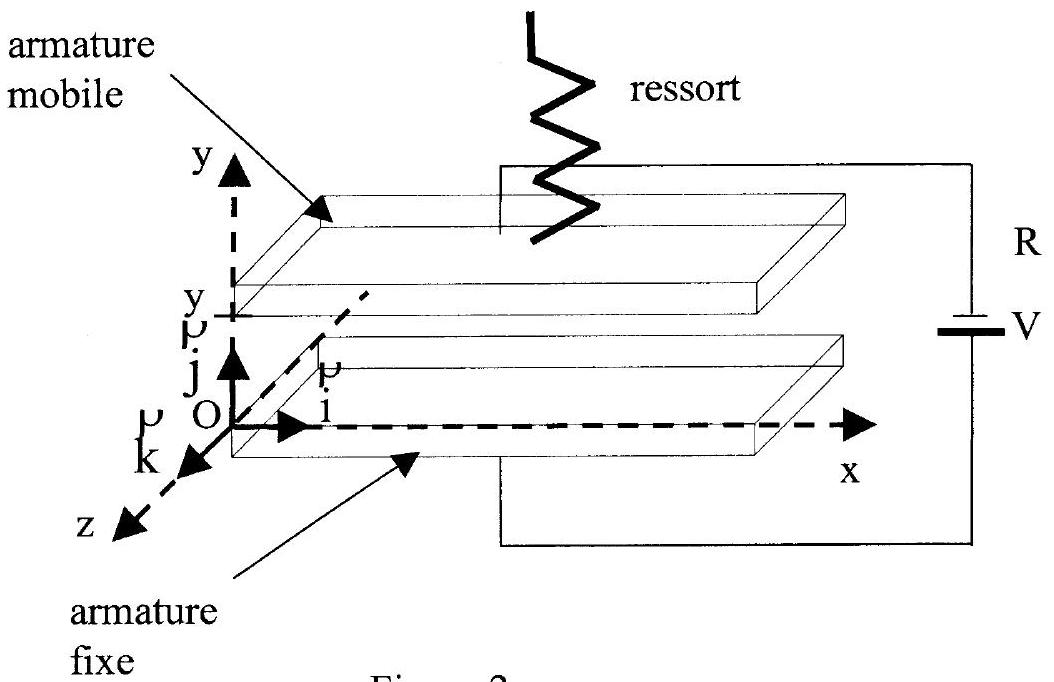 armature
mobile
ressort
y
R
y
V
j
i
O
k
x
z
armature
fixe